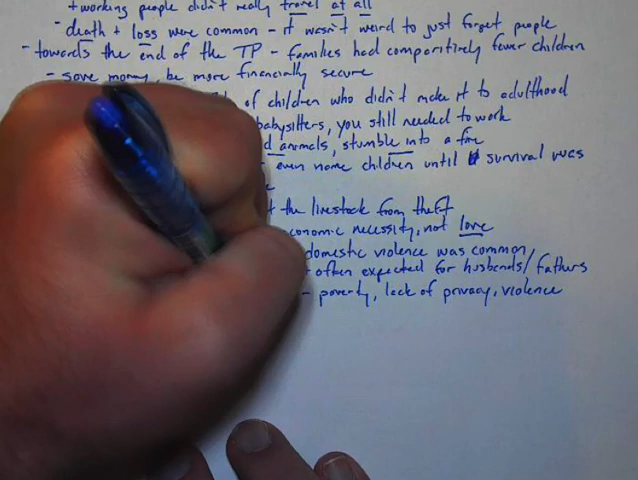 + working people didn't really travel at all
- death + loss were common - it wasn't weird to just forget people
- towards the end of the TP - families had comparitively fewer children
- save money, be more financially secure
of children who didn't make it to adulthood
babysitters, you still needed to work
d animals, stumble into a fire
even name children until survival was
e
t the livestock from theft
conomic necessity, not love
domestic violence was common,
often expected for husbands/fathers
- poverty, lack of privacy, violence